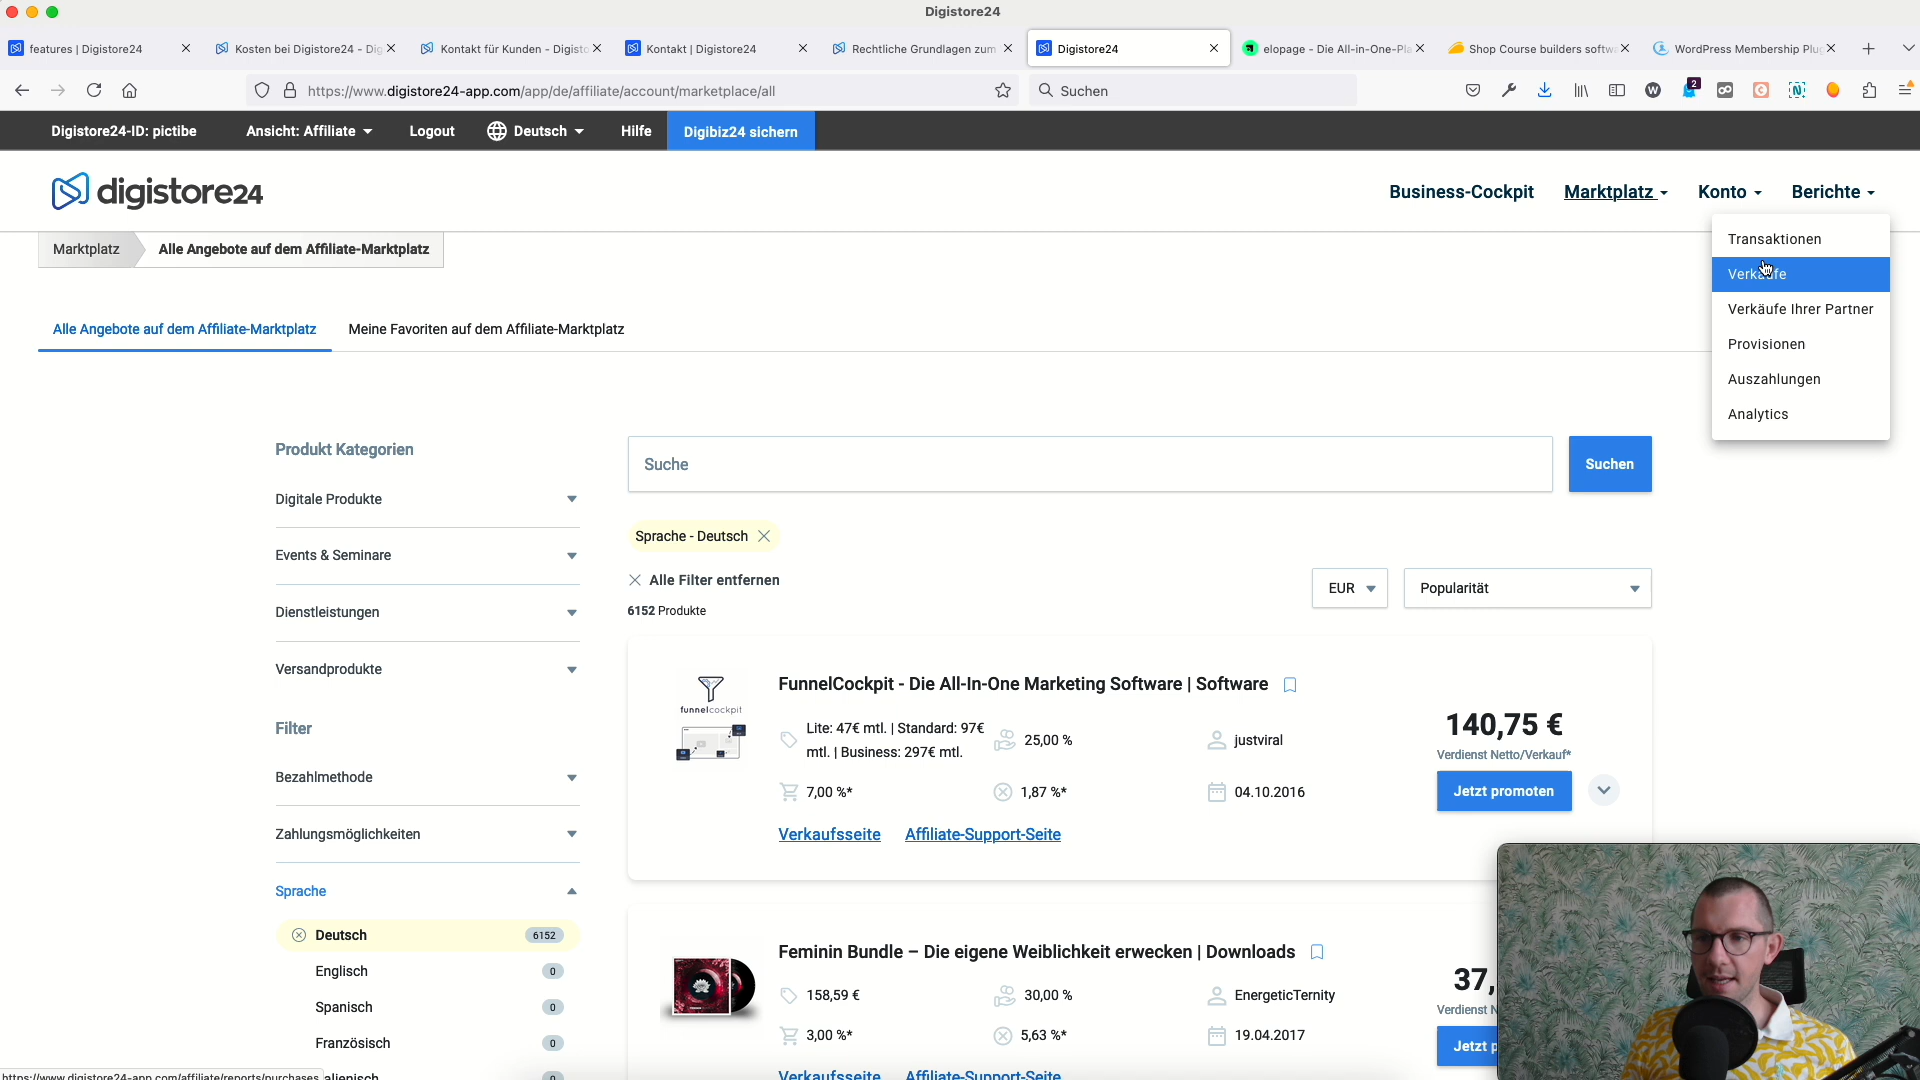 Digistore24
features | Digistore24
Kosten bei Digistore24 - Dig
Kontakt für Kunden - Digisto
Kontakt | Digistore24
Rechtliche Grundlagen zum
Digistore24
elopage - Die All-in-One-Pla
Shop Course builders softwa
WordPress Membership Plug
https://www.digistore24-app.com/app/de/affiliate/account/marketplace/all
Suchen
2
Digistore24-ID: pictibe
Ansicht: Affiliate
Logout
Deutsch
Hilfe
Digibiz24 sichern
digistore24
Business-Cockpit
Marktplatz
Konto
Berichte
Marktplatz
Alle Angebote auf dem Affiliate-Marktplatz
Transaktionen
Verkäufe
Verkäufe Ihrer Partner
Provisionen
Auszahlungen
Analytics
Alle Angebote auf dem Affiliate-Marktplatz
Meine Favoriten auf dem Affiliate-Marktplatz
Produkt Kategorien
Digitale Produkte
Events & Seminare
Dienstleistungen
Versandprodukte
Filter
Bezahlmethode
Zahlungsmöglichkeiten
Sprache
Deutsch 6152
Englisch 0
Spanisch 0
Französisch 0
Suche
Suchen
Sprache - Deutsch
Alle Filter entfernen
6152 Produkte
EUR
Popularität
funnelcockpit
FunnelCockpit - Die All-In-One Marketing Software | Software
Lite: 47€ mtl. | Standard: 97€
mtl. | Business: 297€ mtl.
25,00 %
justviral
7,00 %*
1,87 %*
04.10.2016
Verkaufsseite
Affiliate-Support-Seite
140,75 €
Verdienst Netto/Verkauf*
Jetzt promoten
Feminin Bundle – Die eigene Weiblichkeit erwecken | Downloads
158,59 €
30,00 %
EnergeticTernity
3,00 %*
5,63 %*
19.04.2017
Verkaufsseite
Affiliate-Support-Seite
37,
Verdienst N
Jetzt p
https://www.digistore24-app.com/affiliate/reports/purchases
alienisch
0